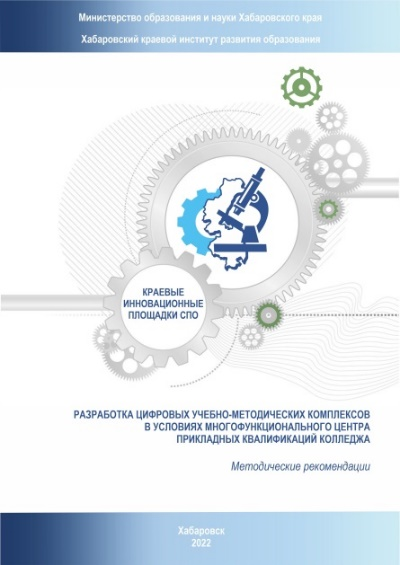 Министерство образования и науки Хабаровского края
Хабаровский краевой институт развития образования
КРАЕВЫЕ
ИННОВАЦИОННЫЕ
ПЛОЩАДКИ СПО
РАЗРАБОТКА ЦИФРОВЫХ УЧЕБНО-МЕТОДИЧЕСКИХ КОМПЛЕКСОВ
В УСЛОВИЯХ МНОГОФУНКЦИОНАЛЬНОГО ЦЕНТРА
ПРИКЛАДНЫХ КВАЛИФИКАЦИЙ КОЛЛЕДЖА
Методические рекомендации
Хабаровск
2022